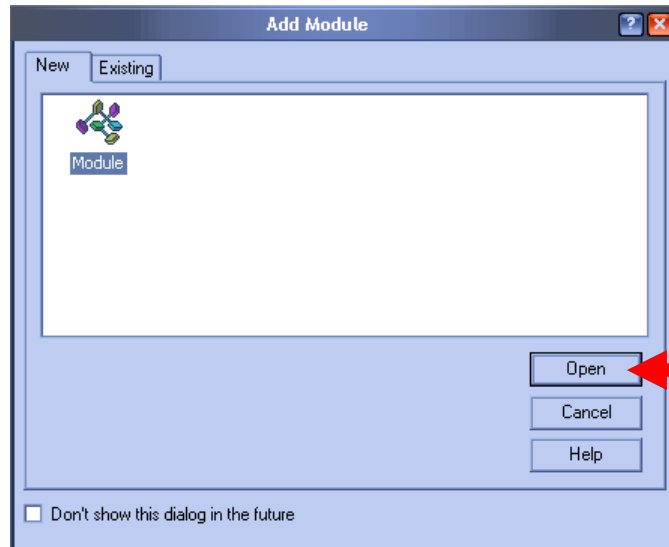 Add Module
New Existing
Module
Open
Cancel
Help
Don't show this dialog in the future